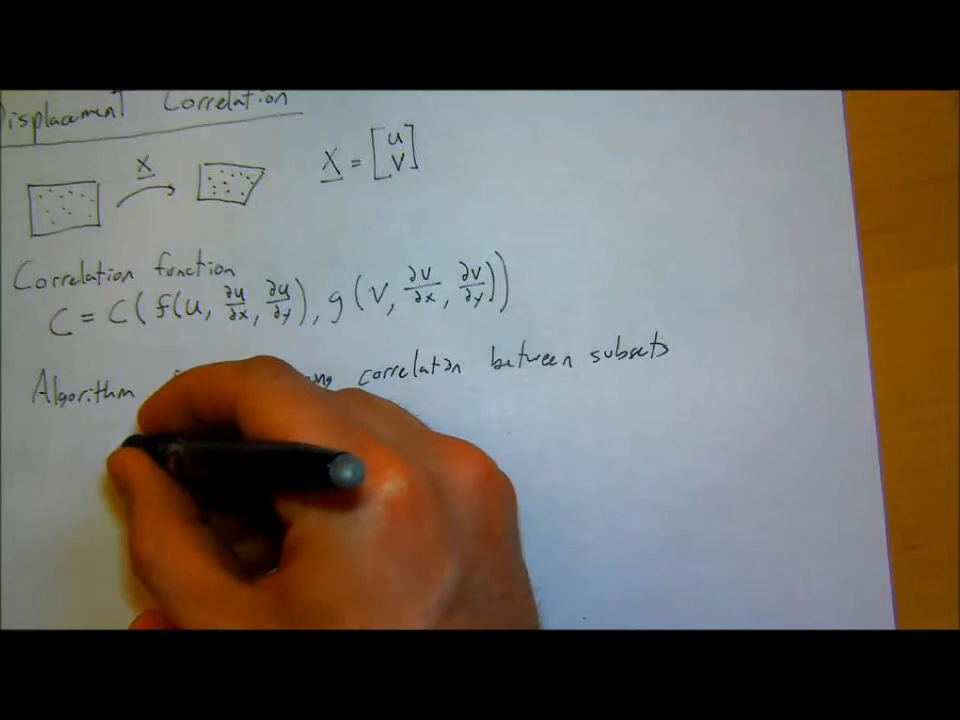 Displacement Correlation
X
X = [u v]
Correlation function
C = C(f(u, ∂u/∂x, ∂u/∂y), g(v, ∂v/∂x, ∂v/∂y))
Algorithm correlation between subsets